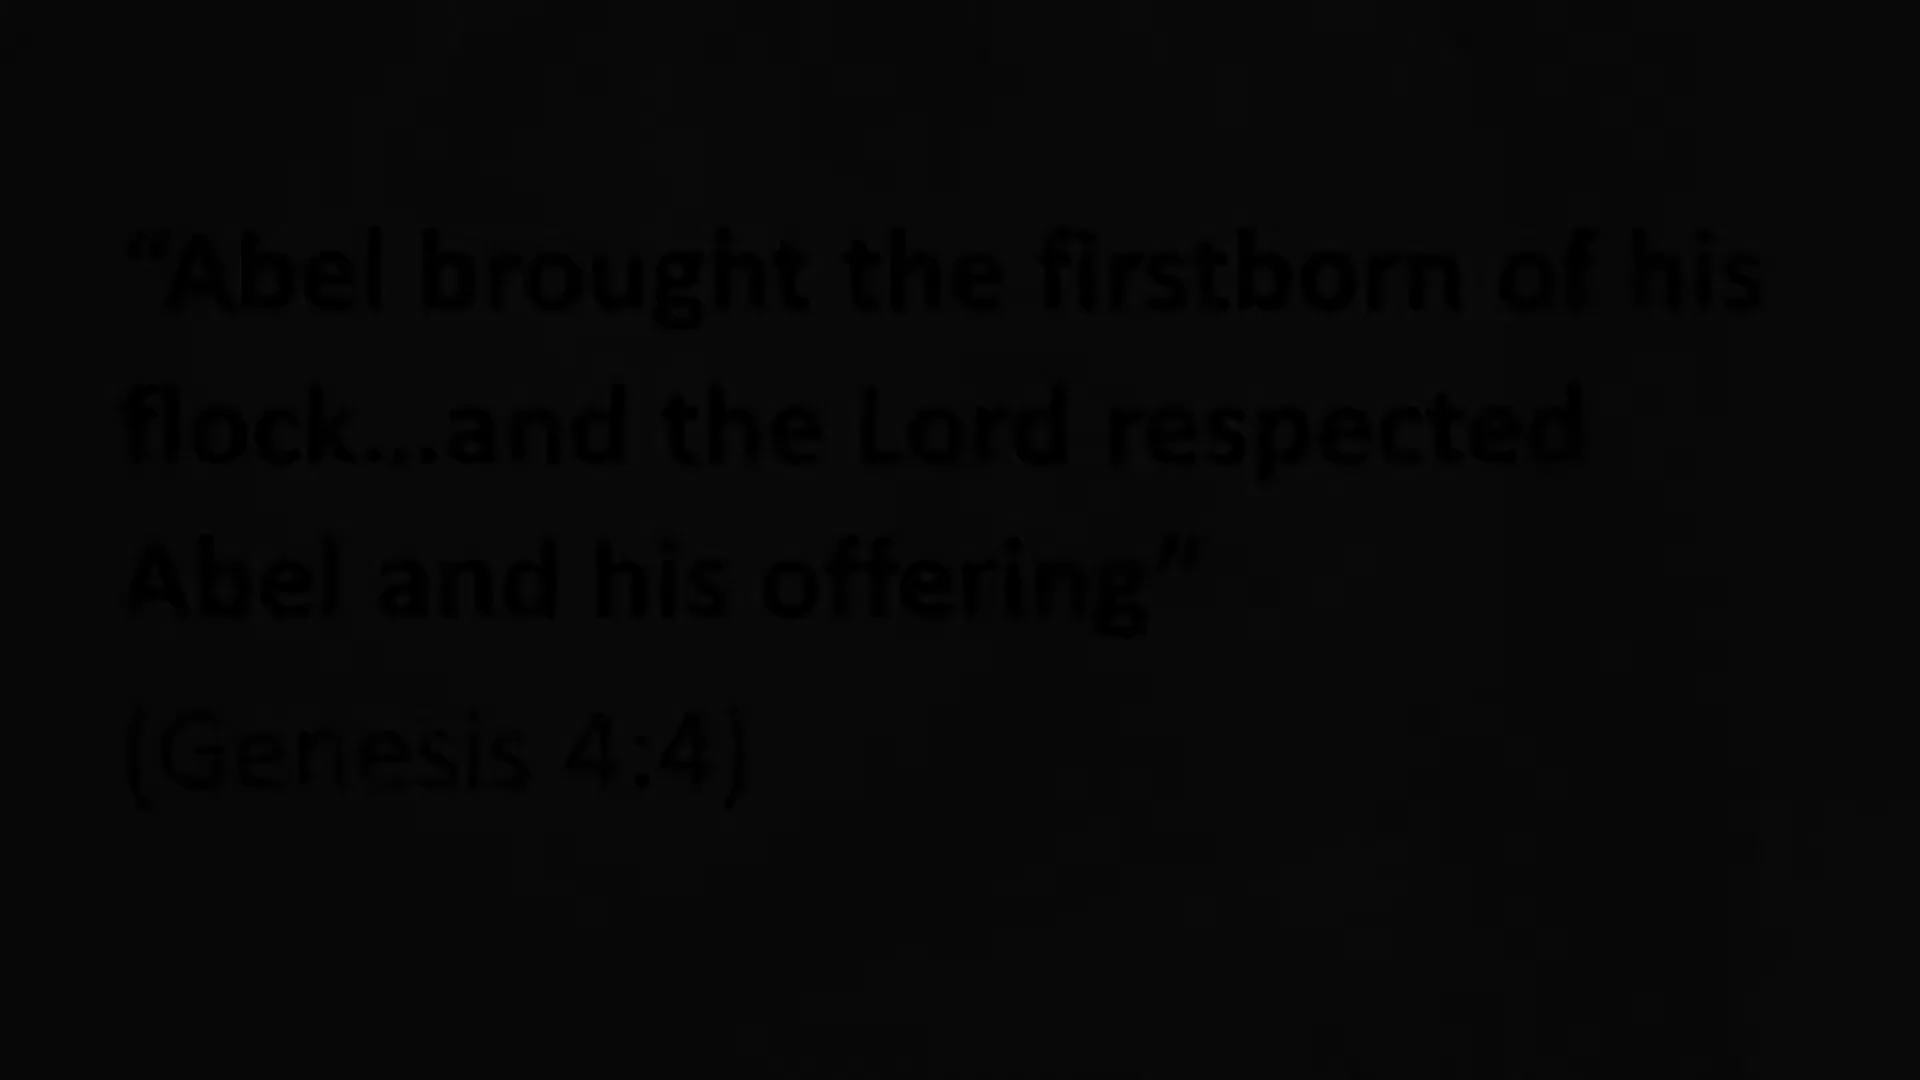 “Abel brought the firstborn of his
flock...and the Lord respected
Abel and his offering”
(Genesis 4:4)